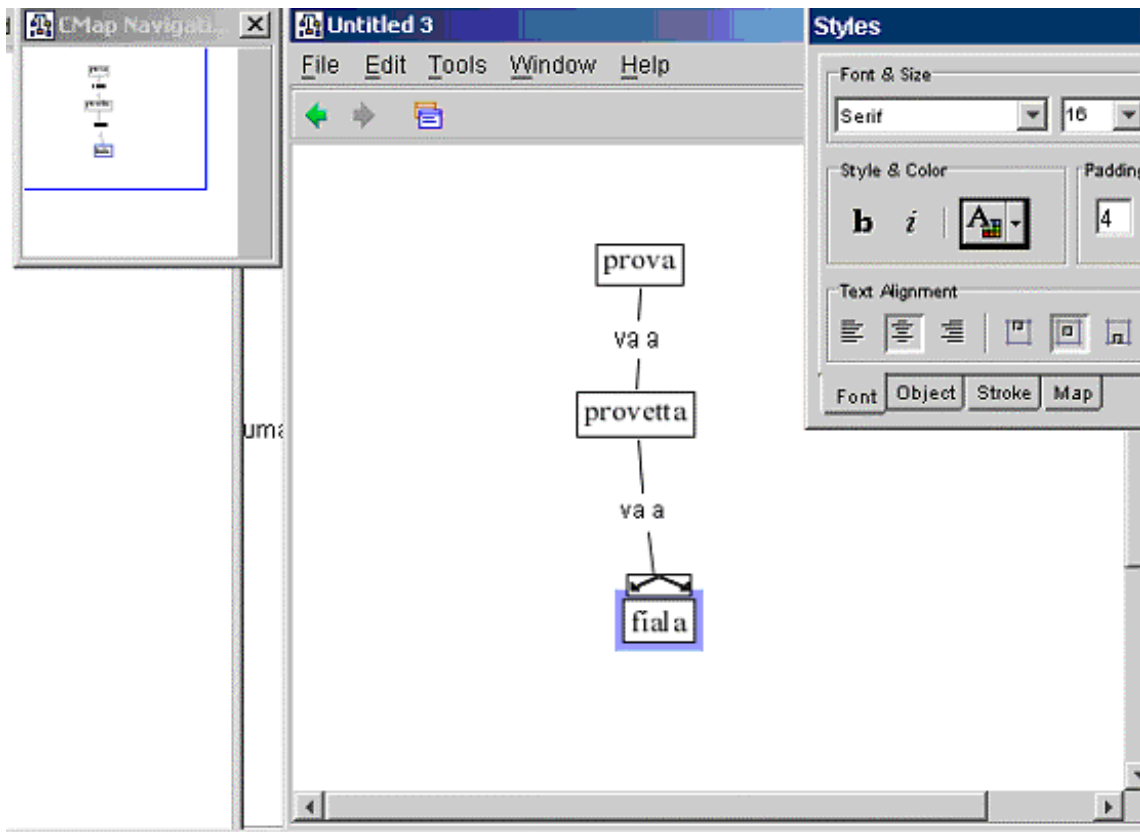 CMap Navigati...
Untitled 3
File Edit Tools Window Help
prova
va a
provetta
va a
fiala
uma
Styles
Font & Size
Serif
16
Style & Color
Padding
b i A
4
Text Alignment
Font Object Stroke Map